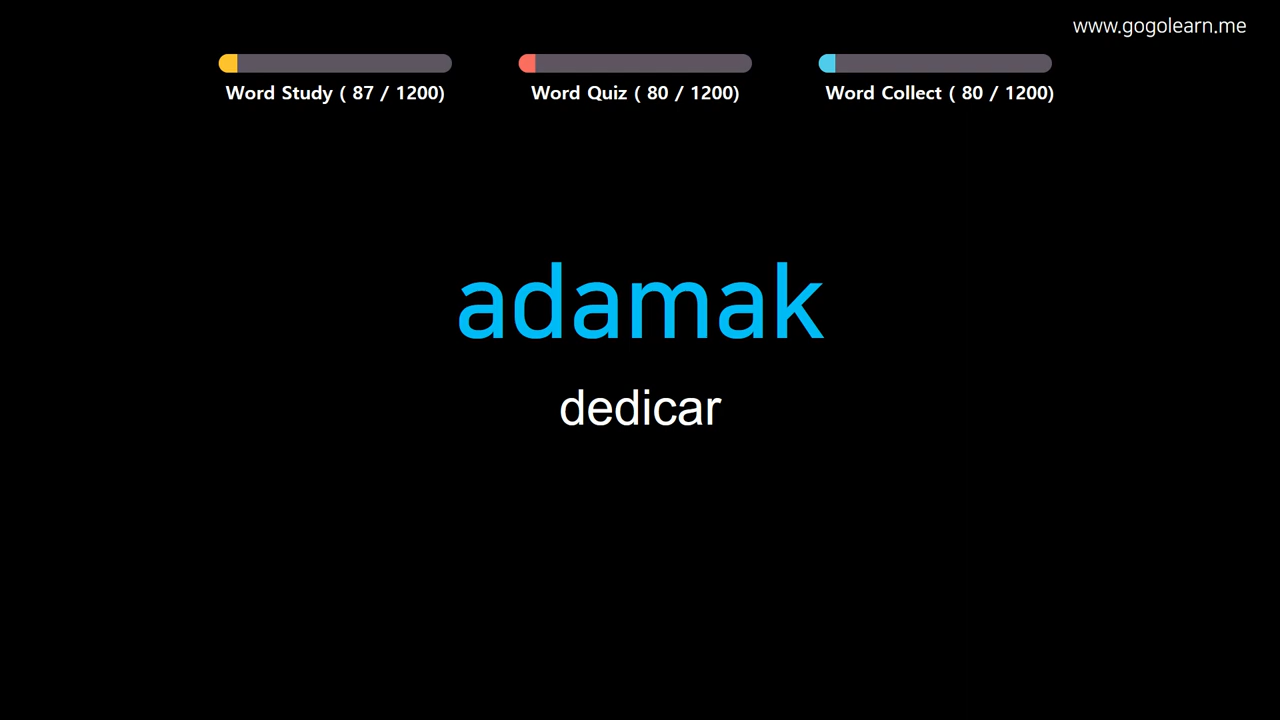 www.gogolearn.me
Word Study ( 87 / 1200)
Word Quiz ( 80 / 1200)
Word Collect ( 80 / 1200)
adamak
dedicar